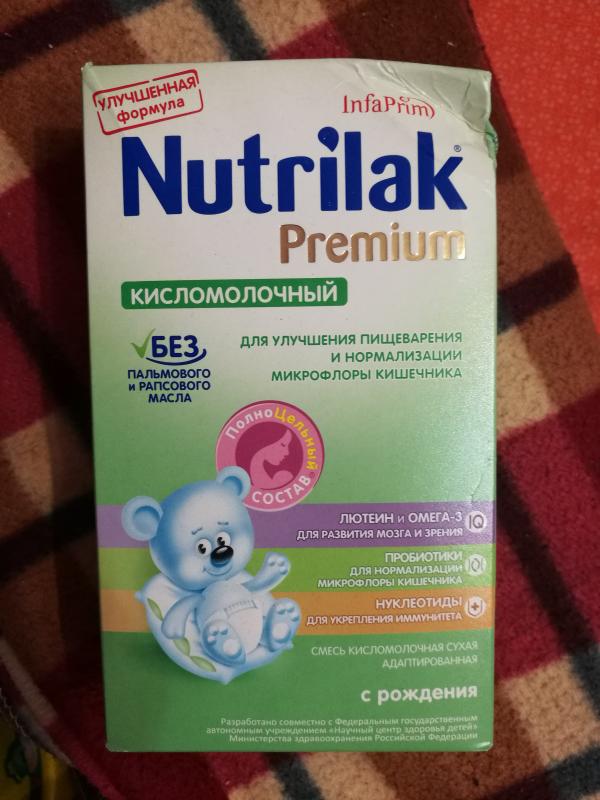 УЛУЧШЕННАЯ
формула
InfaPrim
Nutrilak®
Premium
КИСЛОМОЛОЧНЫЙ
БЕЗ
ПАЛЬМОВОГО
И РАПСОВОГО
МАСЛА
ДЛЯ УЛУЧШЕНИЯ ПИЩЕВАРЕНИЯ
И НОРМАЛИЗАЦИИ
МИКРОФЛОРЫ КИШЕЧНИКА
ПолноЦельный®
СОСТАВ
ЛЮТЕИН и ОМЕГА-3
ДЛЯ РАЗВИТИЯ МОЗГА И ЗРЕНИЯ
IQ
ПРОБИОТИКИ
ДЛЯ НОРМАЛИЗАЦИИ
МИКРОФЛОРЫ КИШЕЧНИКА
НУКЛЕОТИДЫ
ДЛЯ УКРЕПЛЕНИЯ ИММУНИТЕТА
СМЕСЬ КИСЛОМОЛОЧНАЯ СУХАЯ
АДАПТИРОВАННАЯ
с рождения
Разработано совместно с Федеральным государственным
автономным учреждением «Научный центр здоровья детей»
Министерства здравоохранения Российской Федерации